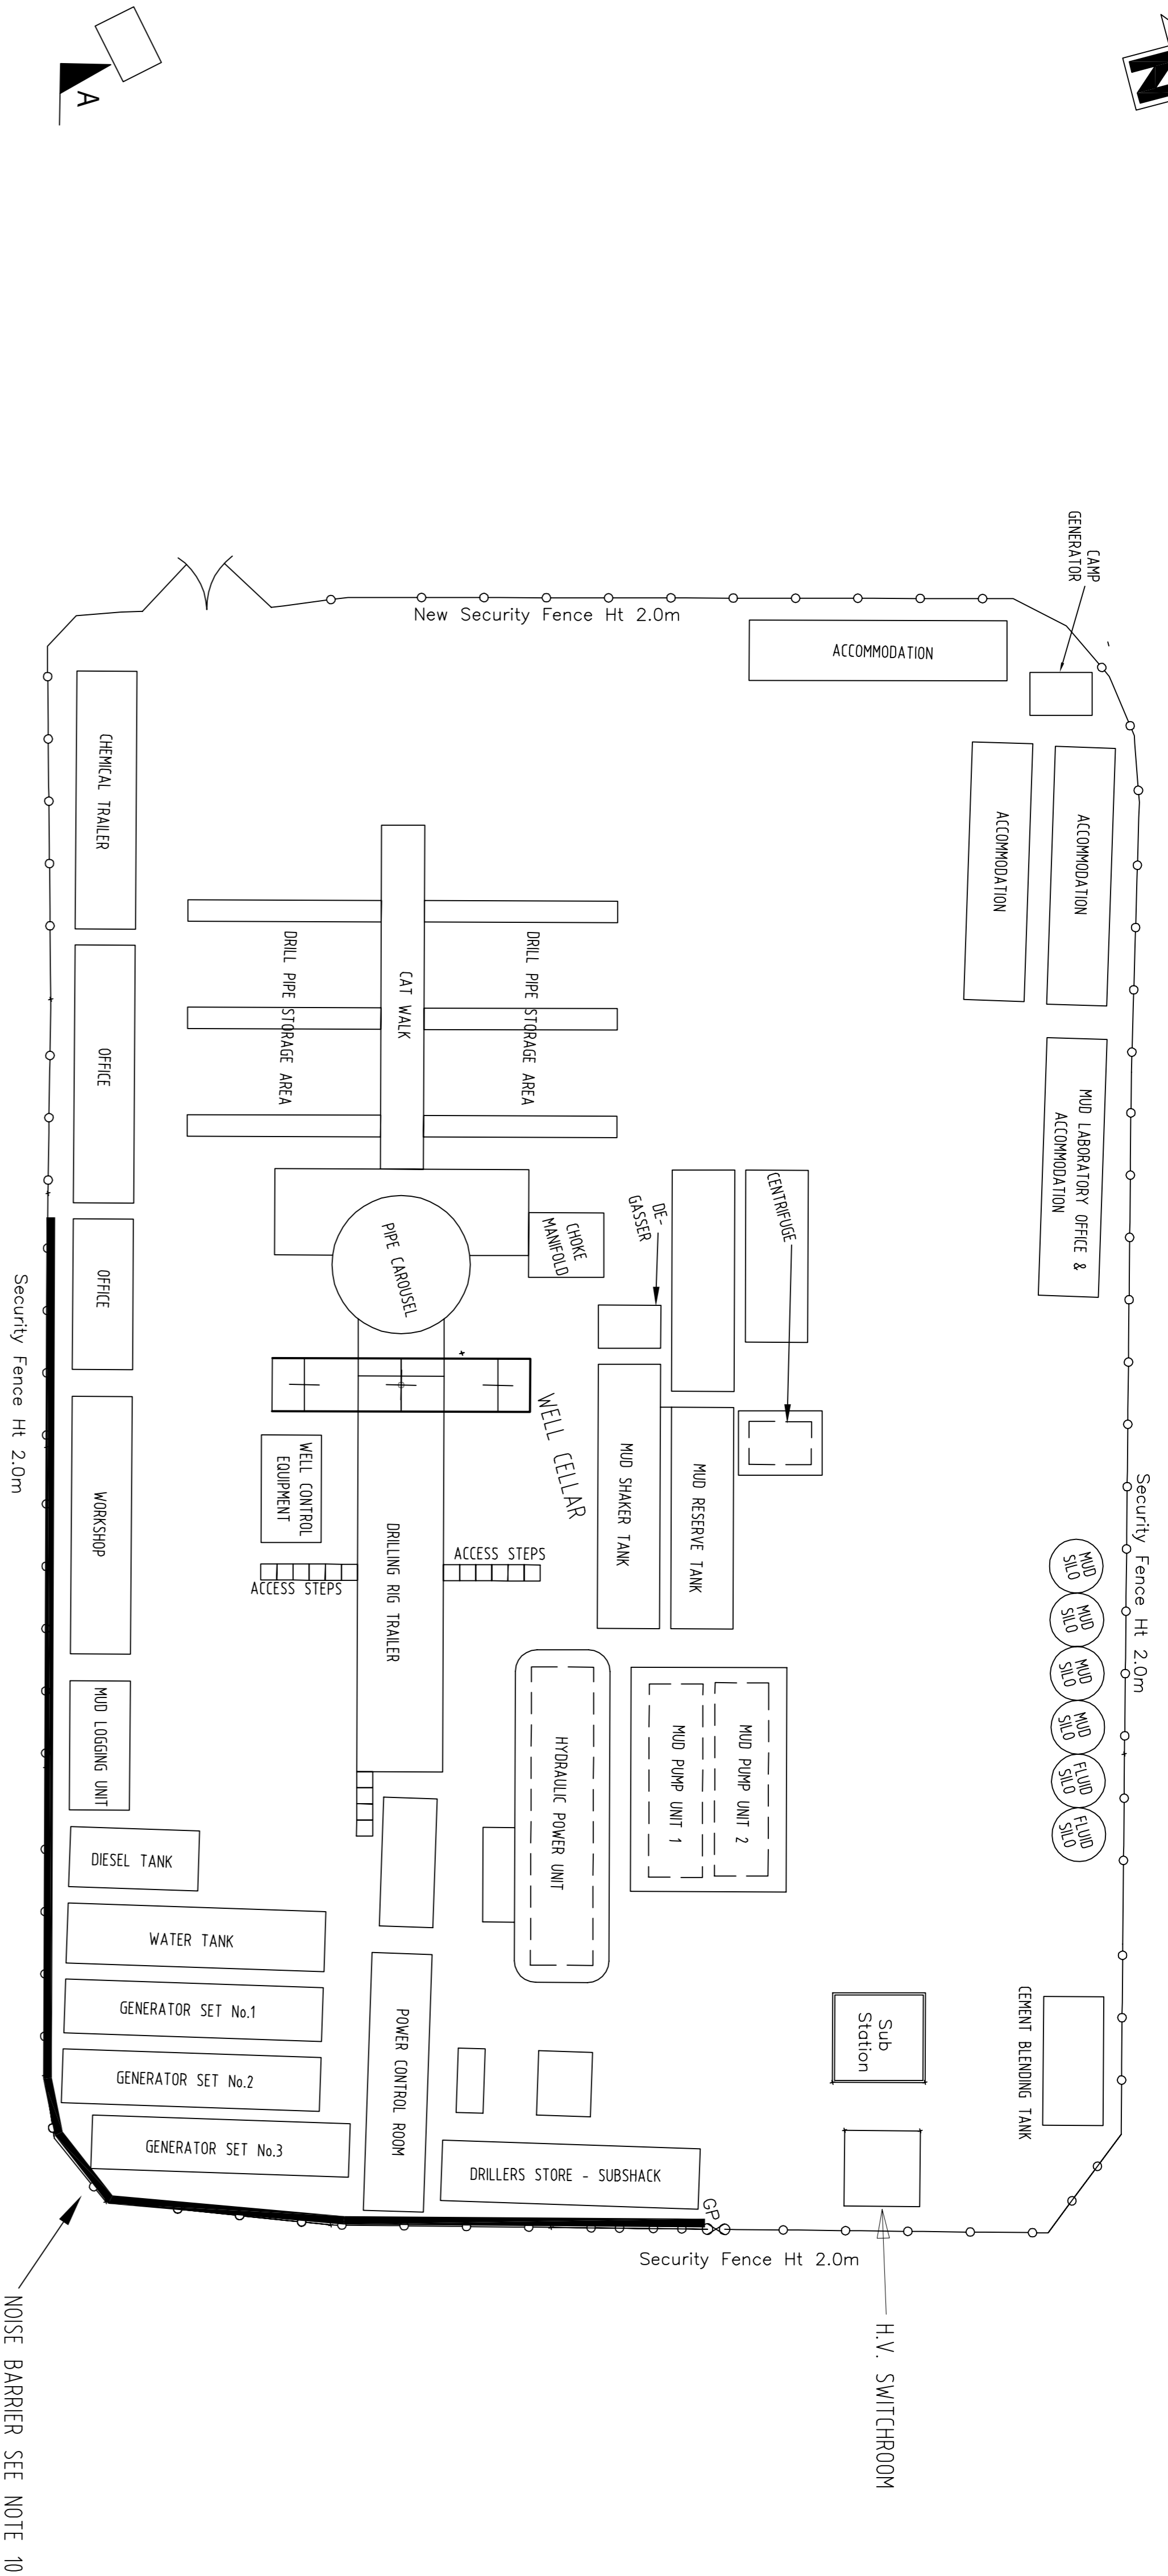 A
N
CAMP
GENERATOR
New Security Fence Ht 2.0m
ACCOMMODATION
CHEMICAL TRAILER
ACCOMMODATION
ACCOMMODATION
OFFICE
DRILL PIPE STORAGE AREA
CAT WALK
DRILL PIPE STORAGE AREA
MUD LABORATORY OFFICE &
ACCOMMODATION
OFFICE
PIPE CAROUSEL
CHOKE
MANIFOLD
DE-
GASSER
CENTRIFUGE
Security Fence Ht 2.0m
WELL CELLAR
WORKSHOP
WELL CONTROL
EQUIPMENT
DRILLING RIG TRAILER
ACCESS STEPS
ACCESS STEPS
MUD SHAKER TANK
MUD RESERVE TANK
Security Fence Ht 2.0m
MUD
SILO
MUD
SILO
MUD
SILO
MUD
SILO
FLUID
SILO
FLUID
SILO
MUD LOGGING UNIT
HYDRAULIC POWER UNIT
MUD PUMP UNIT 1
MUD PUMP UNIT 2
DIESEL TANK
WATER TANK
GENERATOR SET No.1
GENERATOR SET No.2
GENERATOR SET No.3
POWER CONTROL ROOM
DRILLERS STORE - SUBSHACK
Sub
Station
CEMENT BLENDING TANK
GP
Security Fence Ht 2.0m
H.V. SWITCHROOM
NOISE BARRIER SEE NOTE 10